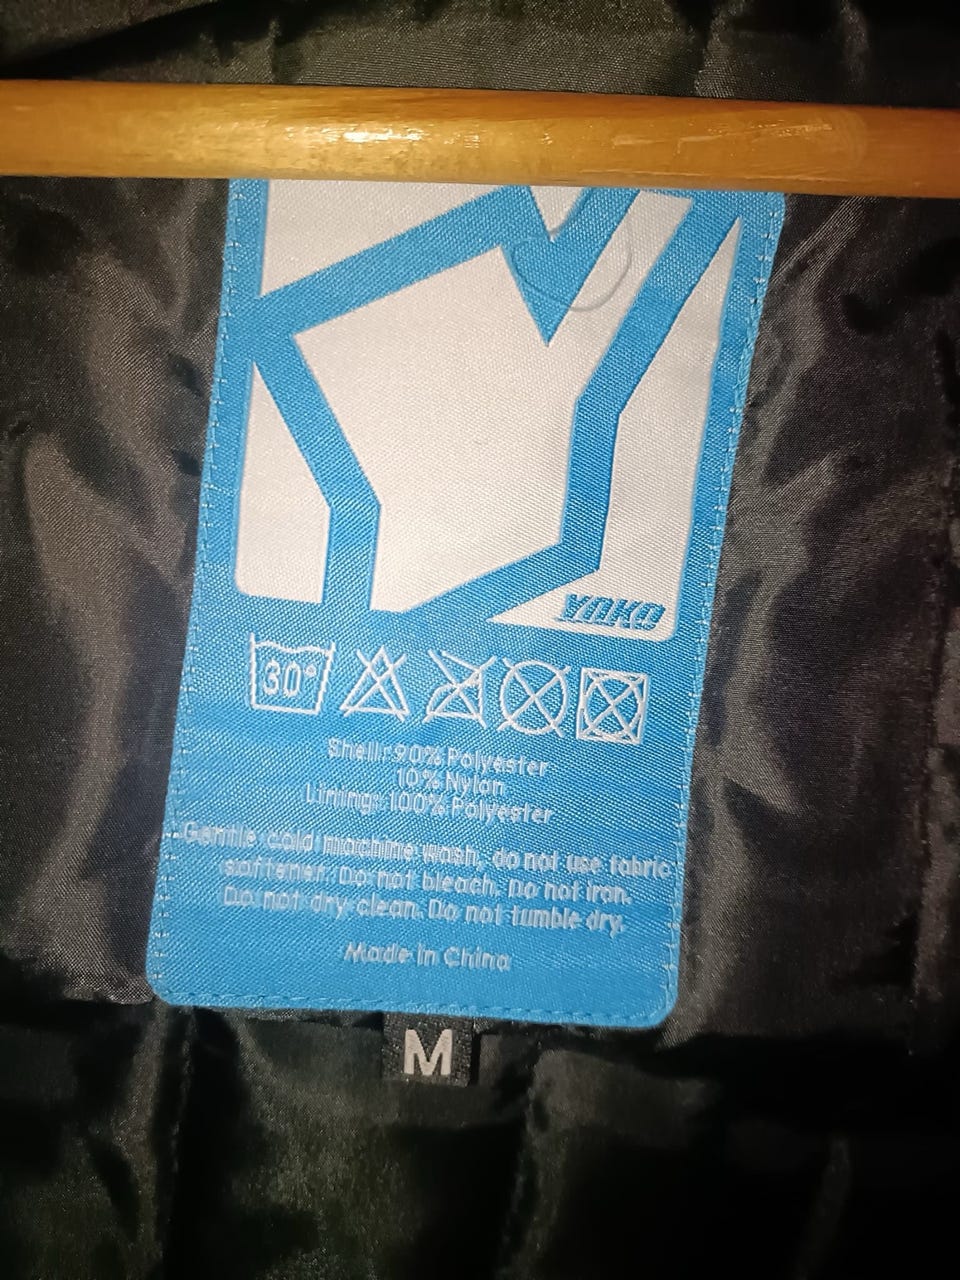 YOKO
30°
Shell: 90% Polyester
10% Nylon
Lining: 100% Polyester
Gentle cold machine wash, do not use fabric
softener. Do not bleach. Do not iron.
Do not dry clean. Do not tumble dry.
Made in China
M